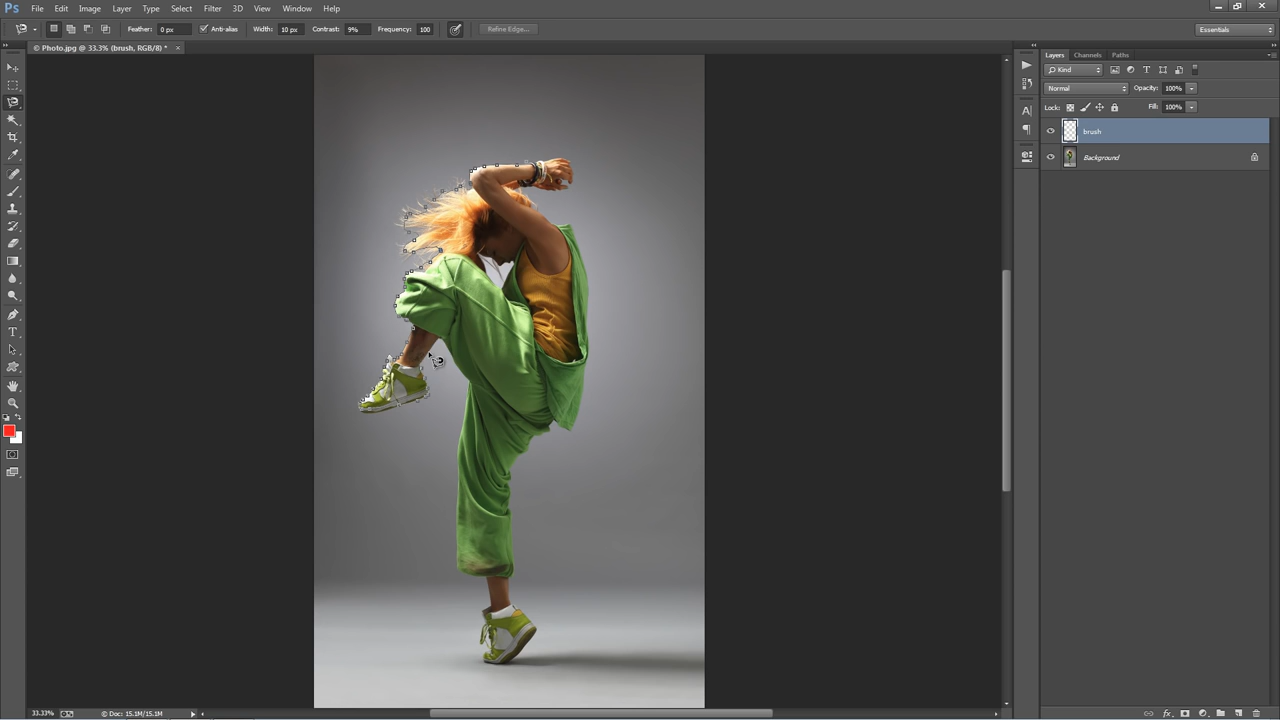 Ps File Edit Image Layer Type Select Filter 3D View Window Help
Feather: 0 px Anti-alias Width: 10 px Contrast: 9% Frequency: 100 Refine Edge... Essentials
© Photo.jpg @ 33.3% (brush, RGB/8) * ×
Layers Channels Paths
Kind
Normal Opacity: 100%
Lock: Fill: 100%
brush
Background
33.33% Doc: 15.1M/15.1M